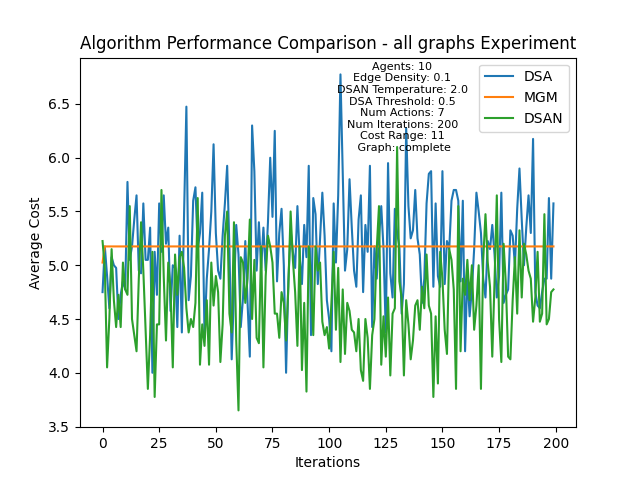 Algorithm Performance Comparison - all graphs Experiment
Agents: 10
Edge Density: 0.1
DSAN Temperature: 2.0
DSA Threshold: 0.5
Num Actions: 7
Num Iterations: 200
Cost Range: 11
Graph: complete
DSA
MGM
DSAN
Average Cost
6.5
6.0
5.5
5.0
4.5
4.0
3.5
0 25 50 75 100 125 150 175 200
Iterations